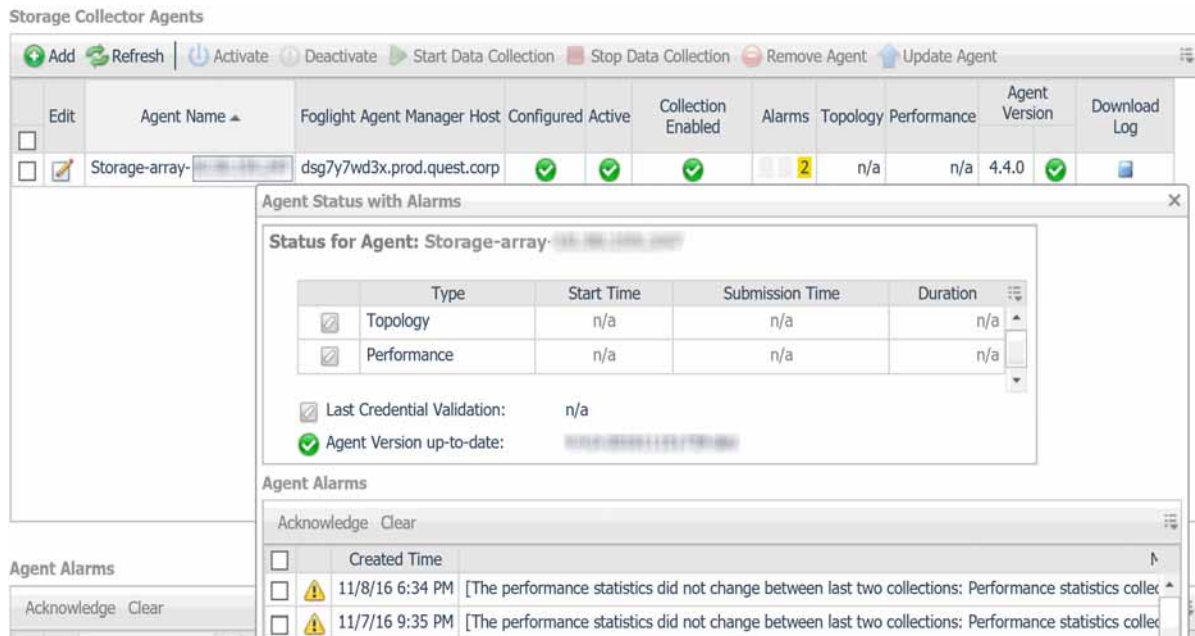 Storage Collector Agents
Add Refresh Activate Deactivate Start Data Collection Stop Data Collection Remove Agent Update Agent
Edit Agent Name Foglight Agent Manager Host Configured Active Collection Enabled Alarms Topology Performance Agent Version Download Log
Storage-array- dsg7y7wd3x.prod.quest.corp 2 n/a n/a 4.4.0
Agent Status with Alarms
Status for Agent: Storage-array-
Type Start Time Submission Time Duration
Topology n/a n/a n/a
Performance n/a n/a n/a
Last Credential Validation: n/a
Agent Version up-to-date:
Agent Alarms
Acknowledge Clear
Created Time
11/8/16 6:34 PM [The performance statistics did not change between last two collections: Performance statistics collec
11/7/16 9:35 PM [The performance statistics did not change between last two collections: Performance statistics collec
Agent Alarms
Acknowledge Clear